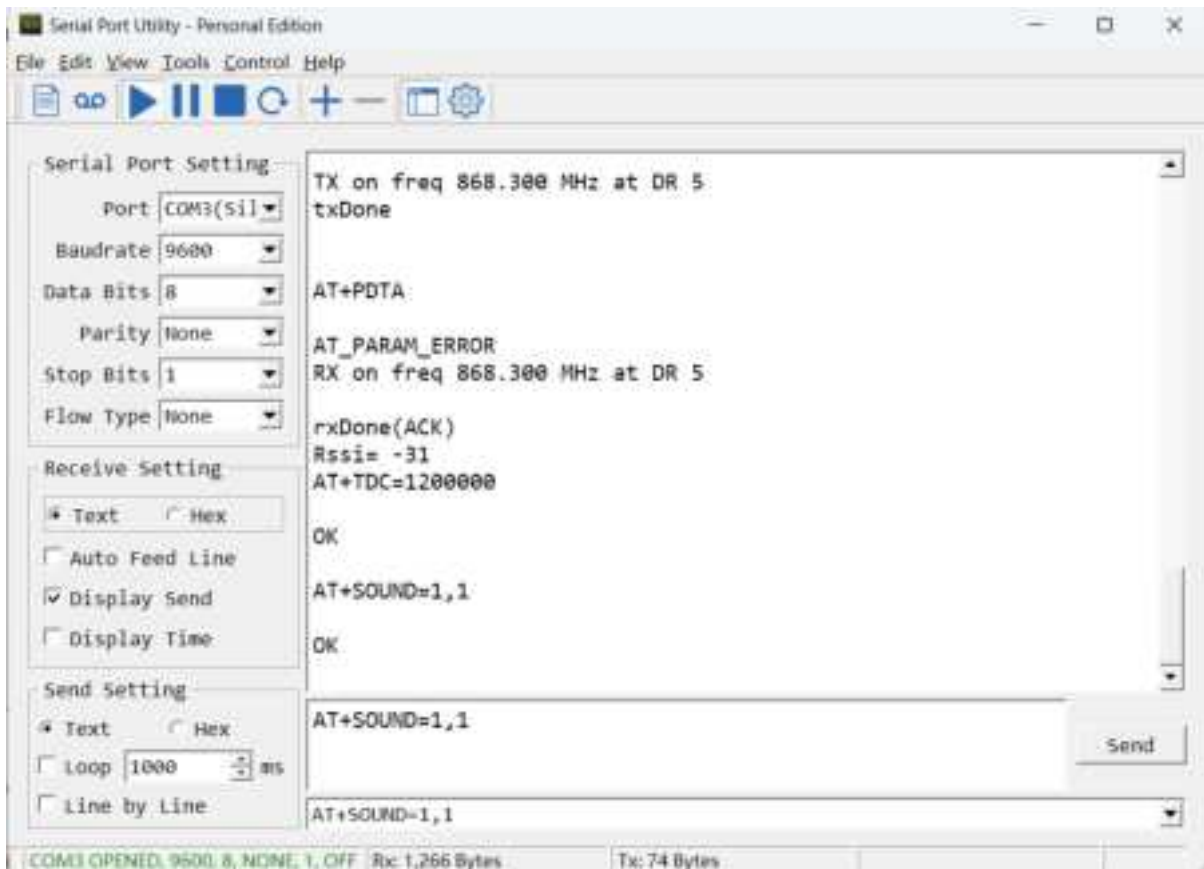 Serial Port Utility - Personal Edition
File Edit View Tools Control Help
Serial Port Setting
Port COM3(Sil
Baudrate 9600
Data Bits 8
Parity None
Stop Bits 1
Flow Type None
Receive Setting
Text Hex
Auto Feed Line
Display Send
Display Time
Send Setting
Text Hex
Loop 1000 ms
Line by Line
TX on freq 868.300 MHz at DR 5
txDone
AT+PDTA
AT_PARAM_ERROR
RX on freq 868.300 MHz at DR 5
rxDone(ACK)
Rssi= -31
AT+TDC=1200000
OK
AT+SOUND=1,1
OK
AT+SOUND=1,1
Send
AT+SOUND=1,1
COM3 OPENED, 9600, 8, NONE, 1, OFF Rx: 1,266 Bytes Tx: 74 Bytes